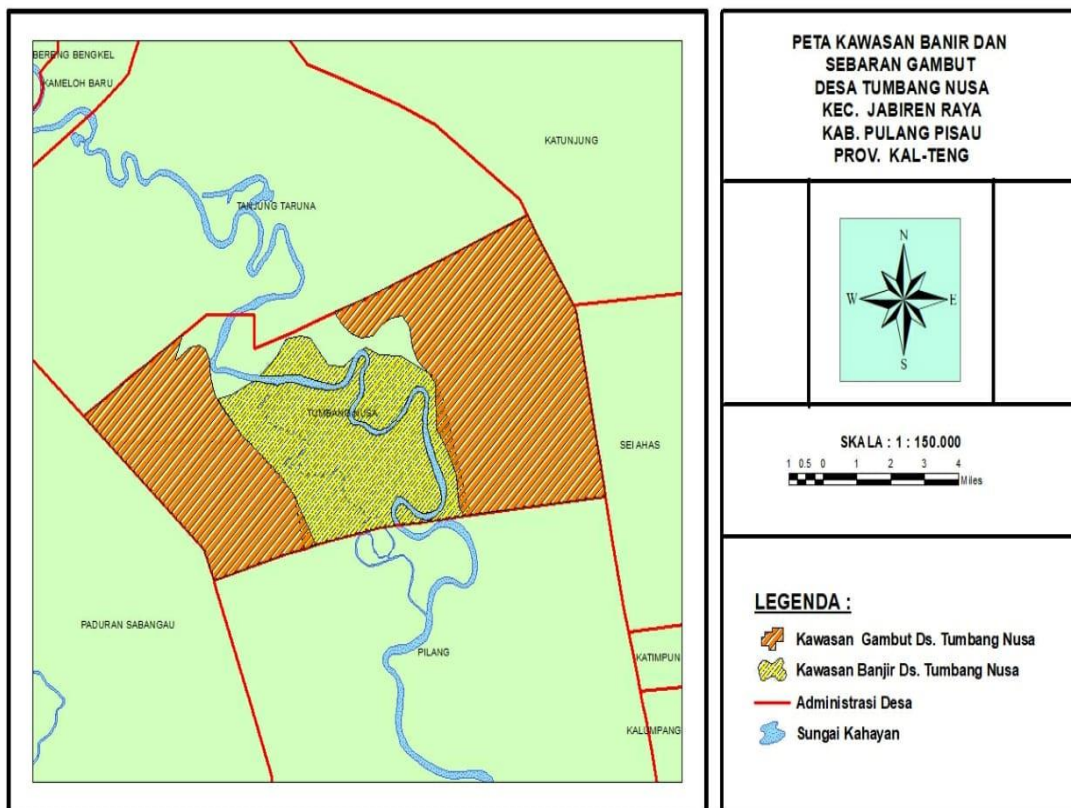 BERENG BENGKEL
KAMELOH BARU
KATUNJUNG
TANJUNG TARUNA
TUMBANG NUSA
SEI AHAS
PADURAN SABANGAU
PILANG
KATIMPUN
KALUMPANG
PETA KAWASAN BANIR DAN
SEBARAN GAMBUT
DESA TUMBANG NUSA
KEC. JABIREN RAYA
KAB. PULANG PISAU
PROV. KAL-TENG
N
W E
S
SKALA : 1 : 150.000
1 0.5 0 1 2 3 4
Miles
LEGENDA :
Kawasan Gambut Ds. Tumbang Nusa
Kawasan Banjir Ds. Tumbang Nusa
Administrasi Desa
Sungai Kahayan